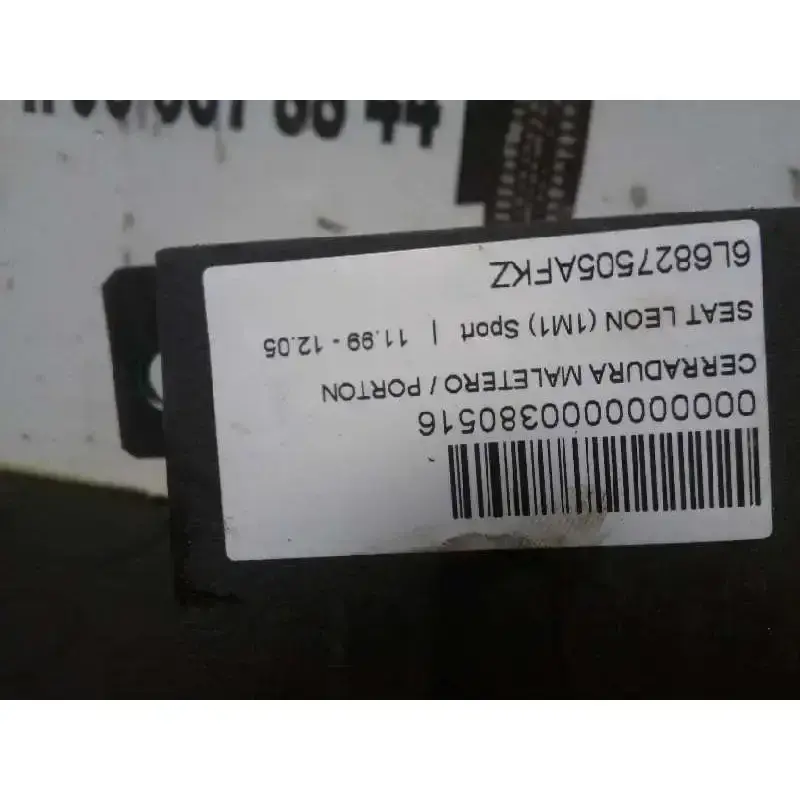 0000000000380516
CERRADURA MALETERO / PORTON
SEAT LEON (1M1) Sport | 11.99 - 12.05
6L6827505AFKZ